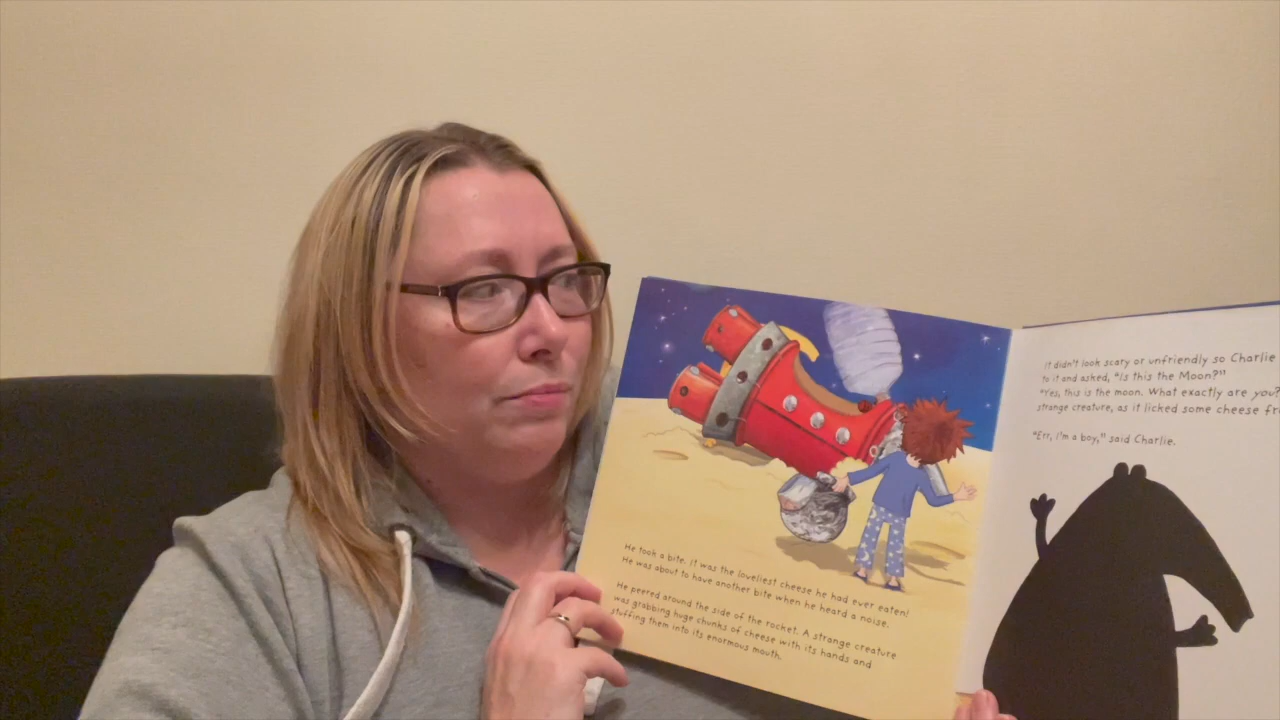 He took a bite. It was the loveliest cheese he had ever eaten!
He was about to have another bite when he heard a noise.
He peered around the side of the rocket. A strange creature
was grabbing huge chunks of cheese with its hands and
stuffing them into its enormous mouth.
It didn't look scary or unfriendly so Charlie
to it and asked, "Is this the Moon?"
"Yes, this is the moon. What exactly are you?
strange creature, as it licked some cheese
"Err, I'm a boy," said Charlie.